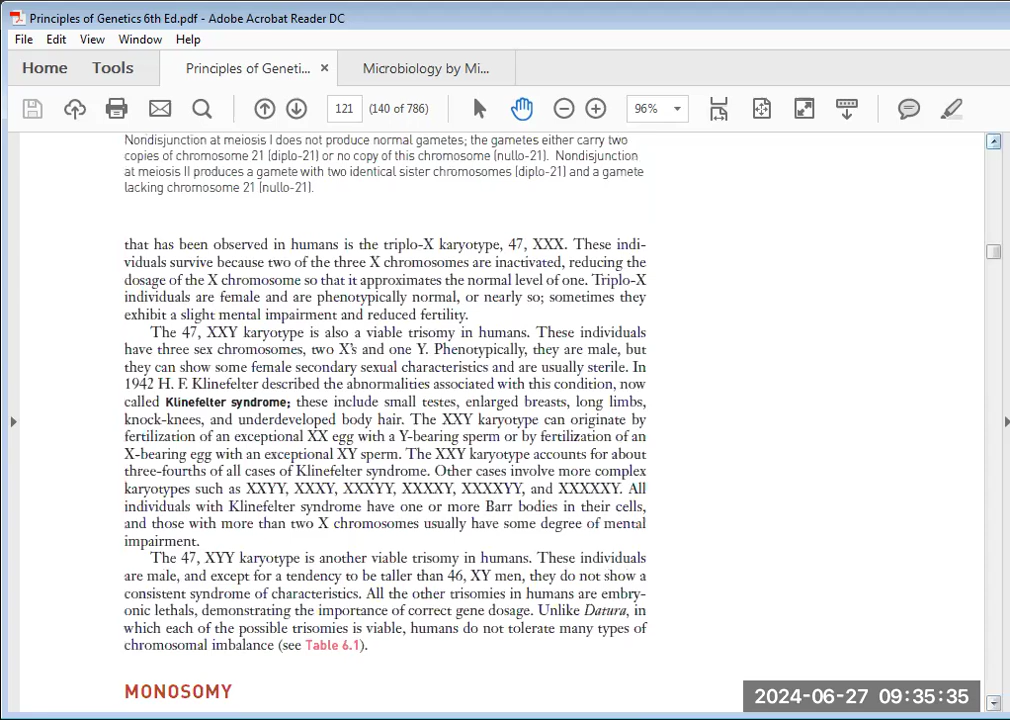 Principles of Genetics 6th Ed.pdf - Adobe Acrobat Reader DC
File Edit View Window Help
Home Tools Principles of Geneti... × Microbiology by Mi...
121 (140 of 786) 96%
Nondisjunction at meiosis I does not produce normal gametes; the gametes either carry two
copies of chromosome 21 (diplo-21) or no copy of this chromosome (nullo-21). Nondisjunction
at meiosis II produces a gamete with two identical sister chromosomes (diplo-21) and a gamete
lacking chromosome 21 (nullo-21).
that has been observed in humans is the triplo-X karyotype, 47, XXX. These indi-
viduals survive because two of the three X chromosomes are inactivated, reducing the
dosage of the X chromosome so that it approximates the normal level of one. Triplo-X
individuals are female and are phenotypically normal, or nearly so; sometimes they
exhibit a slight mental impairment and reduced fertility.
The 47, XXY karyotype is also a viable trisomy in humans. These individuals
have three sex chromosomes, two X's and one Y. Phenotypically, they are male, but
they can show some female secondary sexual characteristics and are usually sterile. In
1942 H. F. Klinefelter described the abnormalities associated with this condition, now
called Klinefelter syndrome; these include small testes, enlarged breasts, long limbs,
knock-knees, and underdeveloped body hair. The XXY karyotype can originate by
fertilization of an exceptional XX egg with a Y-bearing sperm or by fertilization of an
X-bearing egg with an exceptional XY sperm. The XXY karyotype accounts for about
three-fourths of all cases of Klinefelter syndrome. Other cases involve more complex
karyotypes such as XXYY, XXXY, XXXYY, XXXXY, XXXXYY, and XXXXXY. All
individuals with Klinefelter syndrome have one or more Barr bodies in their cells,
and those with more than two X chromosomes usually have some degree of mental
impairment.
The 47, XYY karyotype is another viable trisomy in humans. These individuals
are male, and except for a tendency to be taller than 46, XY men, they do not show a
consistent syndrome of characteristics. All the other trisomies in humans are embry-
onic lethals, demonstrating the importance of correct gene dosage. Unlike Datura, in
which each of the possible trisomies is viable, humans do not tolerate many types of
chromosomal imbalance (see Table 6.1).
MONOSOMY
2024-06-27 09:35:35